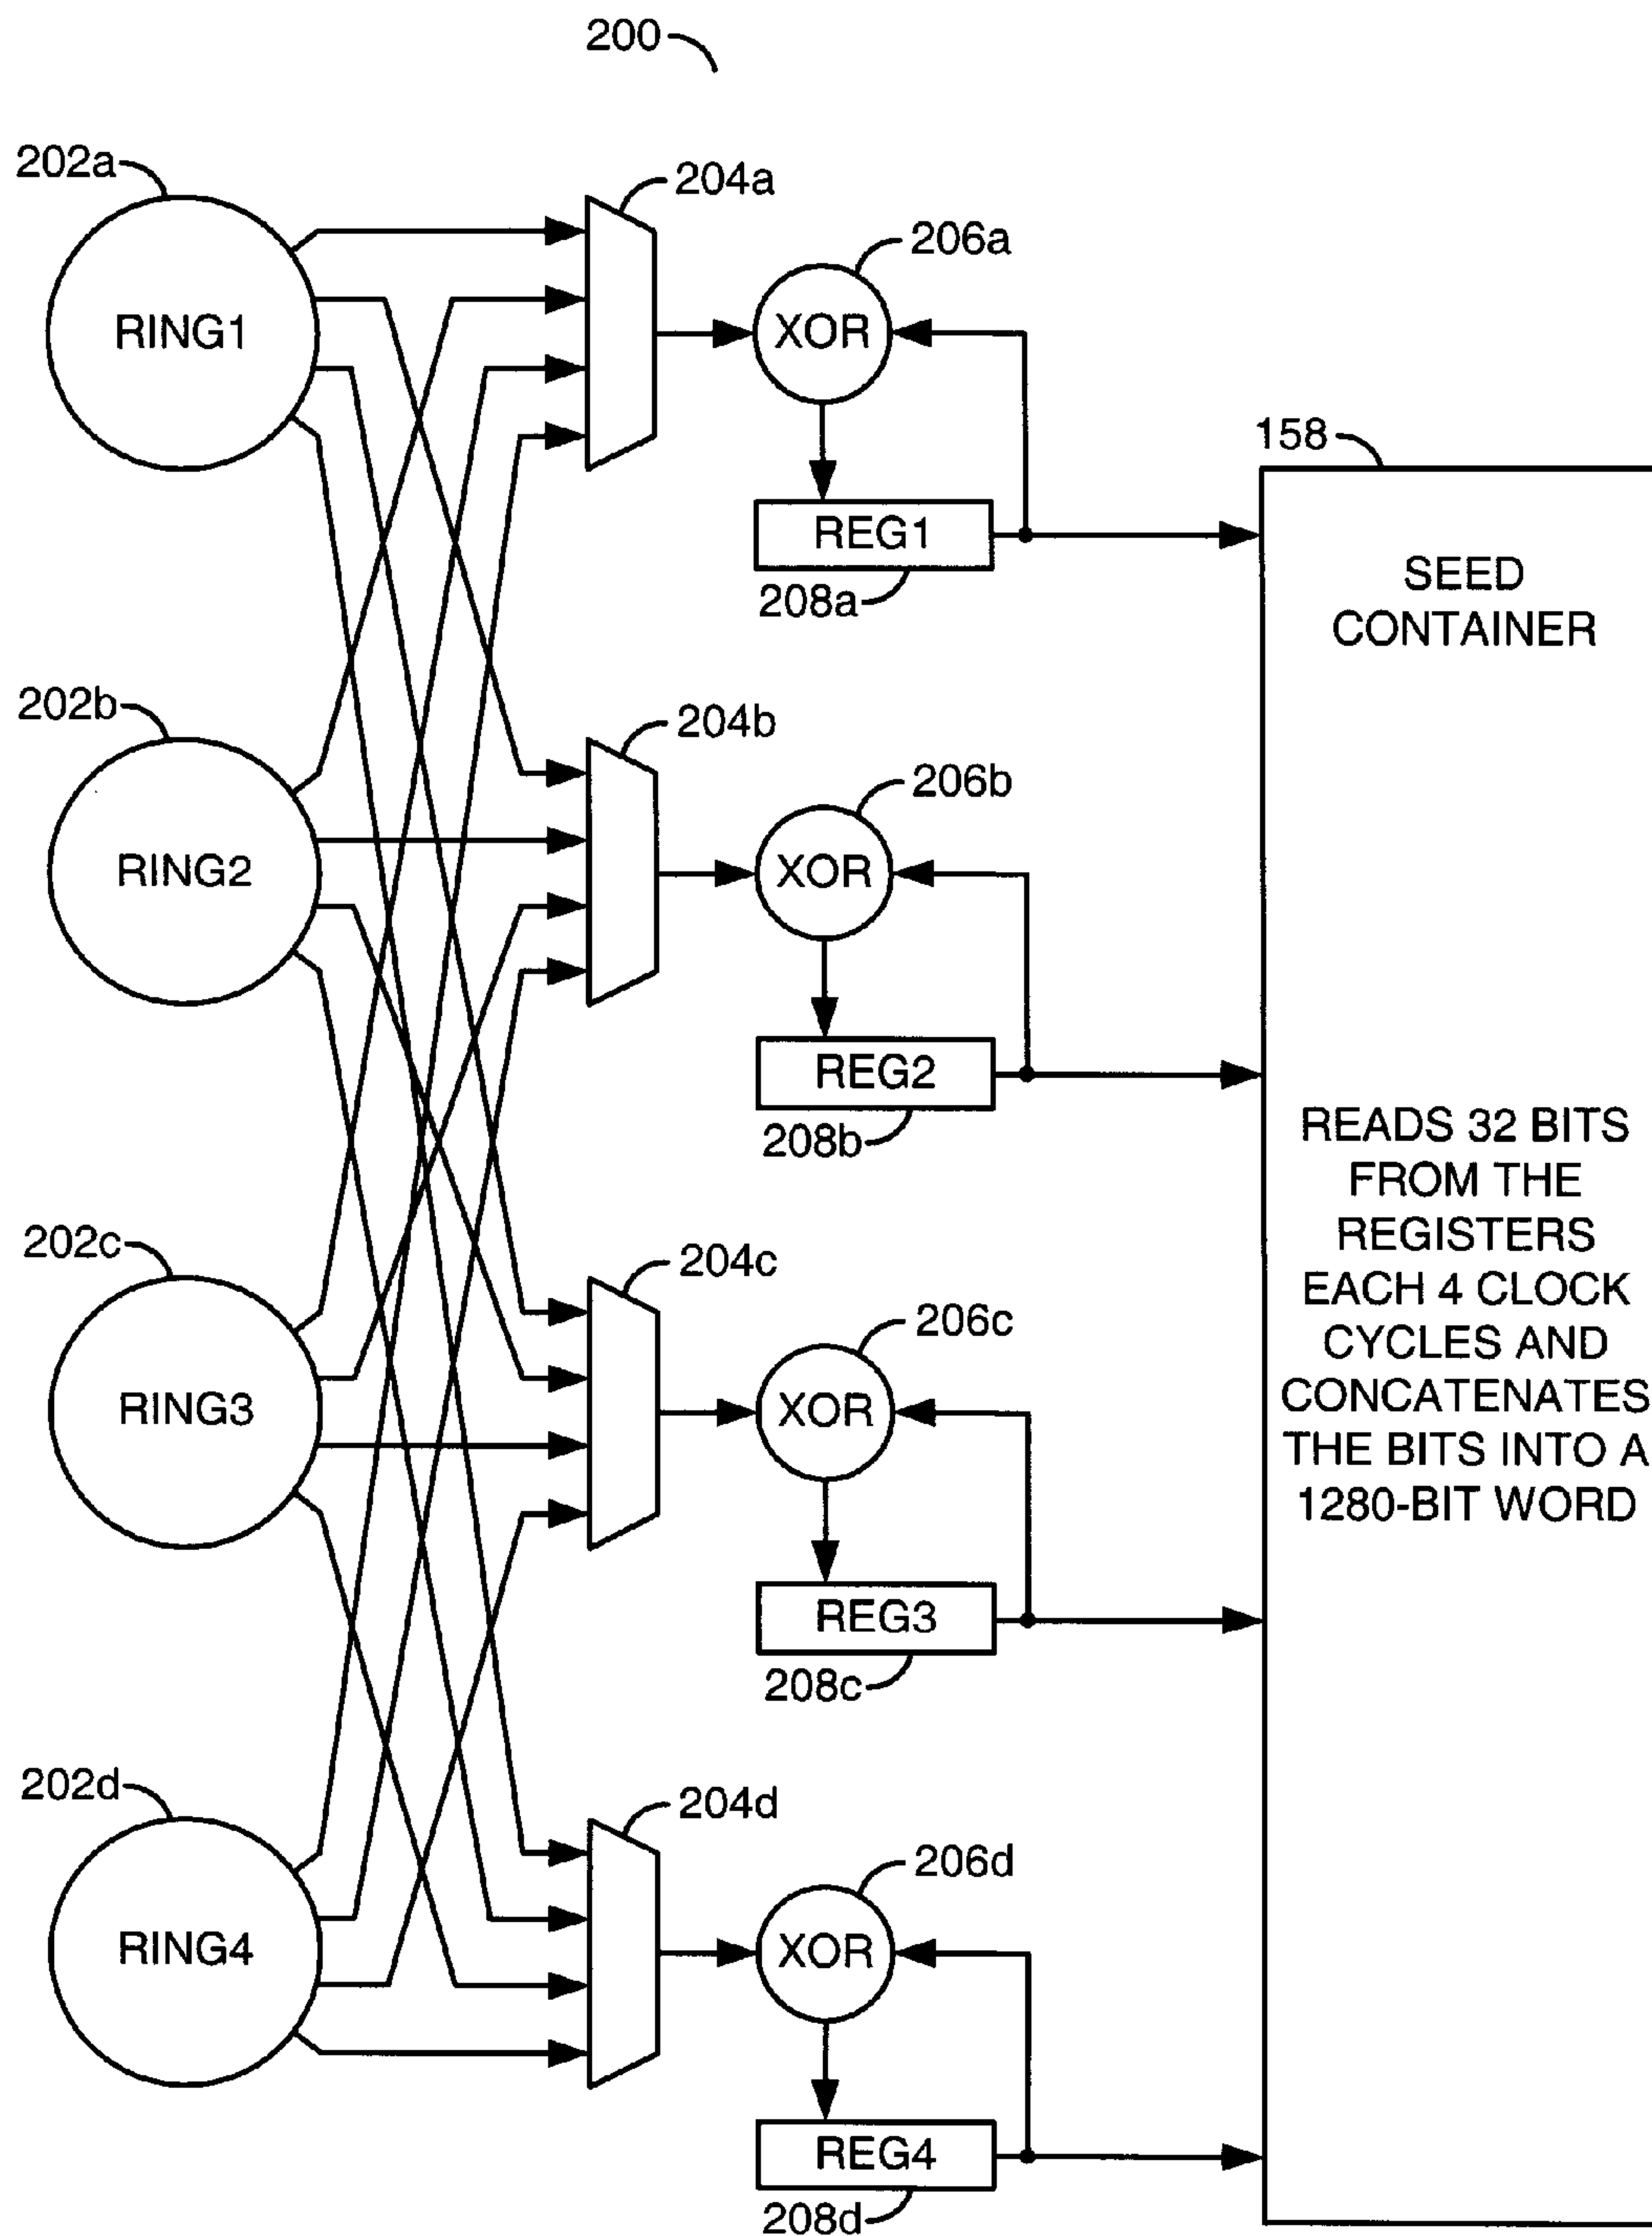 200
202a
204a
206a
RING1
XOR
158
REG1
208a
SEED
CONTAINER
202b
204b
206b
RING2
XOR
REG2
208b
READS 32 BITS
FROM THE
REGISTERS
EACH 4 CLOCK
CYCLES AND
CONCATENATES
THE BITS INTO A
1280-BIT WORD
202c
204c
206c
RING3
XOR
REG3
208c
202d
204d
206d
RING4
XOR
REG4
208d